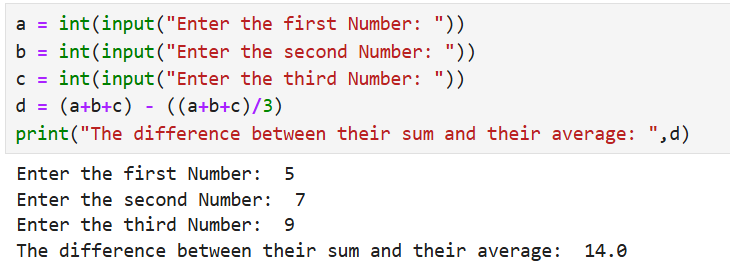 a = int(input("Enter the first Number: "))
b = int(input("Enter the second Number: "))
c = int(input("Enter the third Number: "))
d = (a+b+c) - ((a+b+c)/3)
print("The difference between their sum and their average: ",d)
Enter the first Number:  5
Enter the second Number:  7
Enter the third Number:  9
The difference between their sum and their average:  14.0